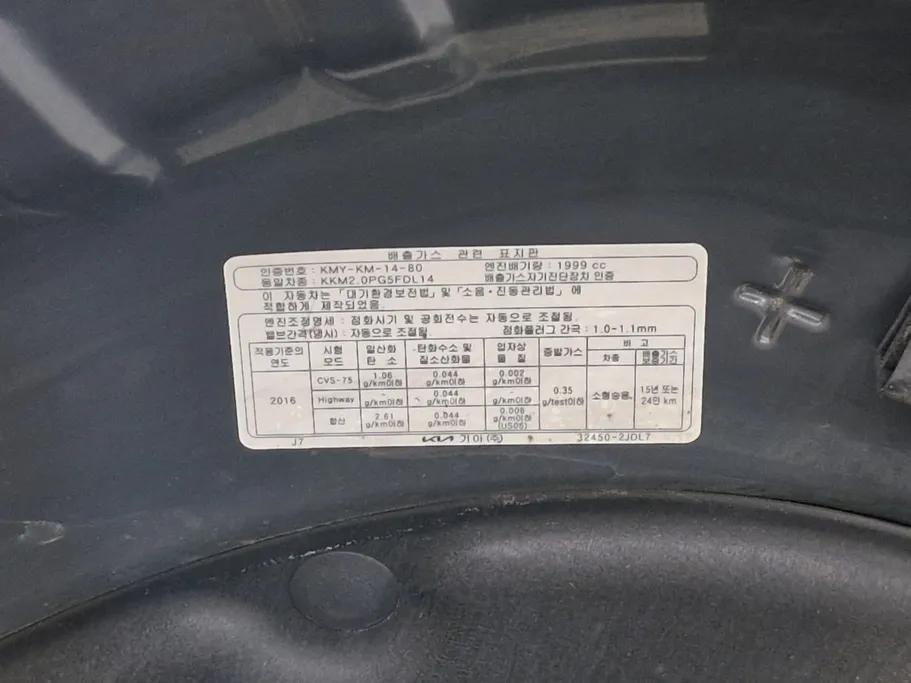 배출가스 관련 표지판
인증번호 : KMY-KM-14-80 엔진배기량 : 1999 cc
동일차종 : KKM2.0PG5FDL14 배출가스자기진단장치 인증
이 자동차는 「대기환경보전법」 및 「소음·진동관리법」 에
적합하게 제작되었음.
엔진조정명세 : 점화시기 및 공회전수는 자동으로 조절됨.
밸브간격(냉시) : 자동으로 조절됨. 점화플러그 간극 : 1.0-1.1mm
적용기준의 연도 시험 모드 일산화 탄소 탄화수소 및 질소산화물 입자상 물질 증발가스 비고
차종 배출가스 보증기간
2016 CVS-75 1.06 g/km이하 0.044 g/km이하 0.002 g/km이하 0.35 g/test이하 소형승용 15년 또는 24만 km
Highway - g/km이하 0.044 g/km이하 - g/km이하
합산 2.61 g/km이하 0.044 g/km이하 0.006 g/km이하 (US06)
J7 KIA 기아(주) 32450-2JDL7